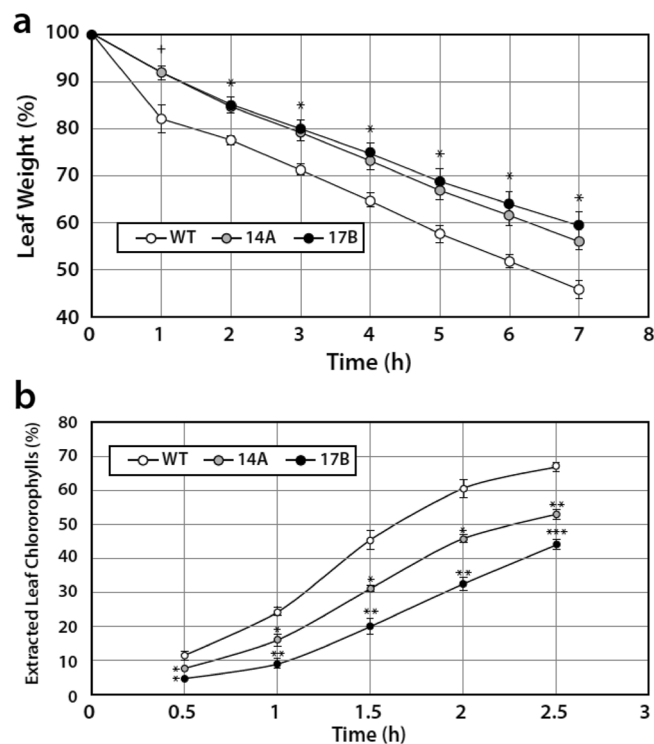 a
Leaf Weight (%)
100
90
80
70
60
50
40
+ * * * * * *
WT 14A 17B
0 1 2 3 4 5 6 7 8
Time (h)
b
Extracted Leaf Chlororophylls (%)
80
70
60
50
40
30
20
10
0
WT 14A 17B
*
*
*
**
*
**
*
**
**
***
0 0.5 1 1.5 2 2.5 3
Time (h)